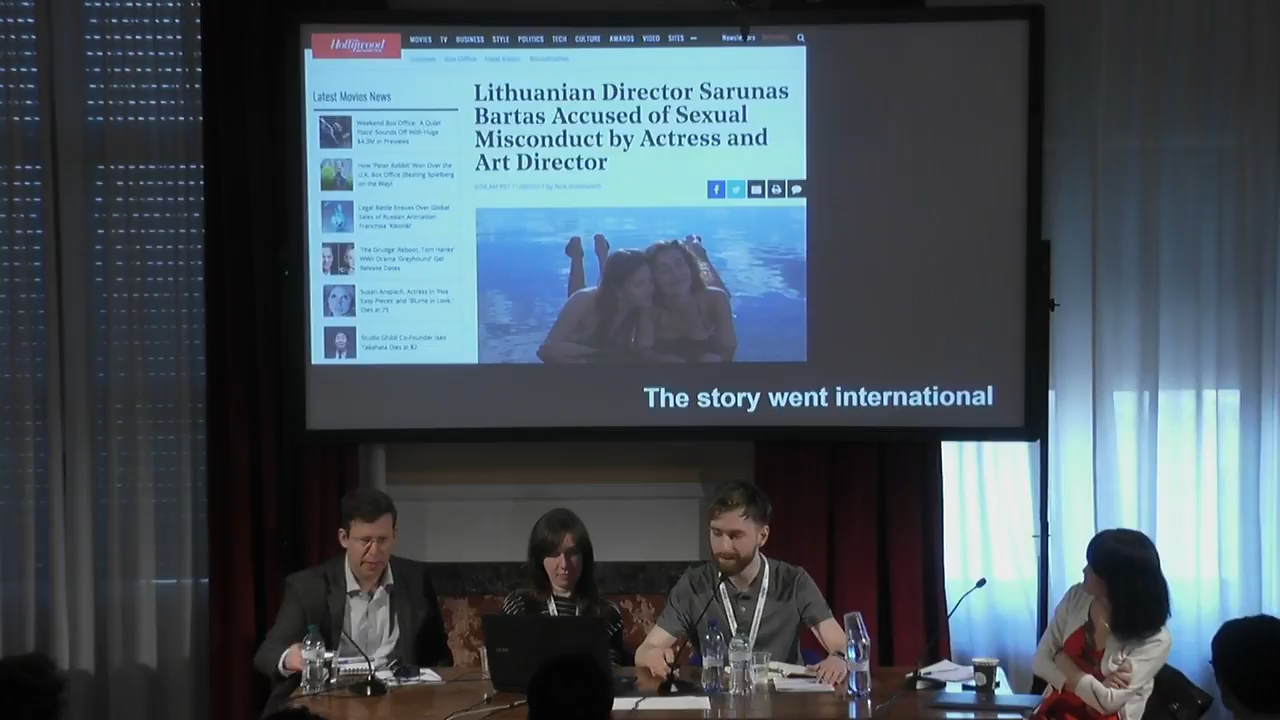 Hollywood
MOVIES TV BUSINESS STYLE POLITICS TECH CULTURE AWARDS VIDEO SITES
Latest Movies News
Weekend Box Office: 'A Quiet
Place' Sounds Off With Huge
$4.3M in Previews
How 'Peter Rabbit' Won Over the
U.K. Box Office (Beating Spielberg
on the Way)
Legal Battle Ensues Over Global
Sales of Russian Animation
Franchise 'Kikoriki'
'The Grudge' Reboot, Tom Hanks'
WWII Drama 'Greyhound' Get
Release Dates
Susan Anspach, Actress in 'Five
Easy Pieces' and 'Blume in Love,'
Dies at 75
Studio Ghibli Co-Founder Isao
Takahata Dies at 82
Lithuanian Director Sarunas
Bartas Accused of Sexual
Misconduct by Actress and
Art Director
The story went international